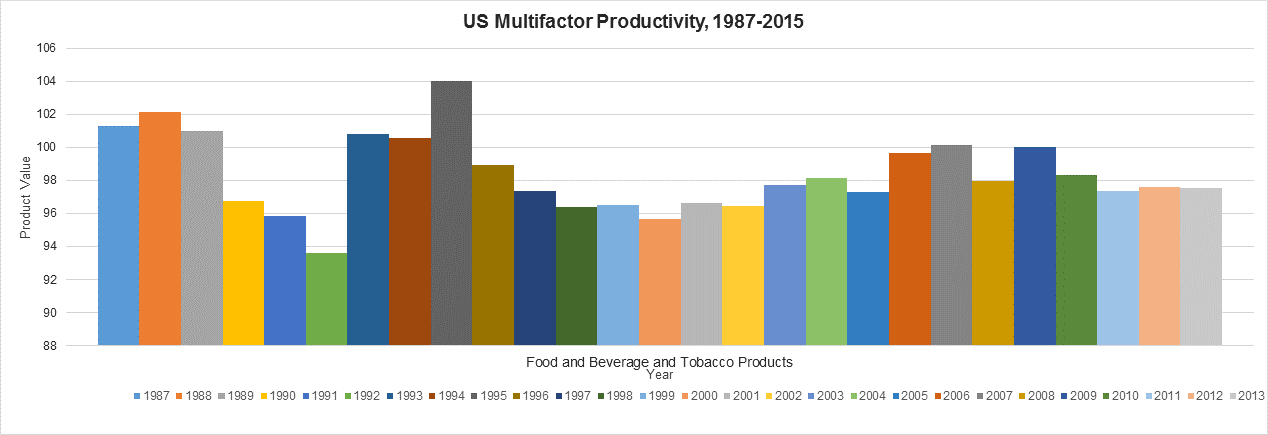 US Multifactor Productivity, 1987-2015
106
104
102
100
98
96
94
92
90
88
Product Value
Food and Beverage and Tobacco Products
Year
1987 1988 1989 1990 1991 1992 1993 1994 1995 1996 1997 1998 1999 2000 2001 2002 2003 2004 2005 2006 2007 2008 2009 2010 2011 2012 2013